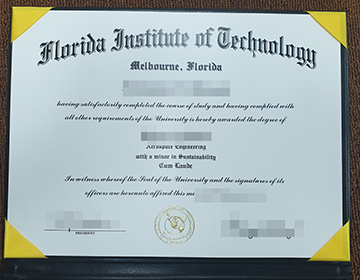 Florida Institute of Technology
Melbourne, Florida
having satisfactorily completed the course of study and having complied with
all other requirements of the University is hereby awarded the degree of
Aerospace Engineering
with a minor in Sustainability
Cum Laude
In witness whereof the Seal of the University and the signatures of its
officers are hereunto affixed this
PRESIDENT